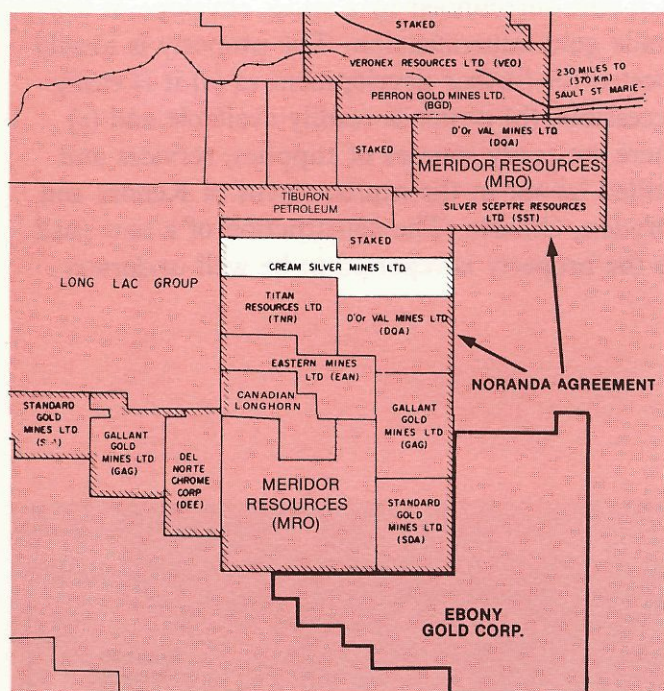 STAKED
VERONEX RESOURCES LTD (VEO)
230 MILES TO
(370 Km)
SAULT ST MARIE
PERRON GOLD MINES LTD.
(BGD)
D'Or VAL MINES LTD
(DQA)
STAKED
MERIDOR RESOURCES
(MRO)
TIBURON
PETROLEUM
SILVER SCEPTRE RESOURCES
LTD (SST)
STAKED
CREAM SILVER MINES LTD.
LONG LAC GROUP
TITAN
RESOURCES LTD
(TNR)
D'Or VAL MINES LTD
(DQA)
EASTERN MINES
LTD (EAN)
NORANDA AGREEMENT
CANADIAN
LONGHORN
STANDARD
GOLD
MINES LTD
GALLANT
GOLD
MINES LTD
(GAG)
DEL
NORTE
CHROME
CORP
(DEE)
GALLANT
GOLD
MINES LTD
(GAG)
MERIDOR
RESOURCES
(MRO)
STANDARD
GOLD
MINES LTD
(SDA)
EBONY
GOLD CORP.